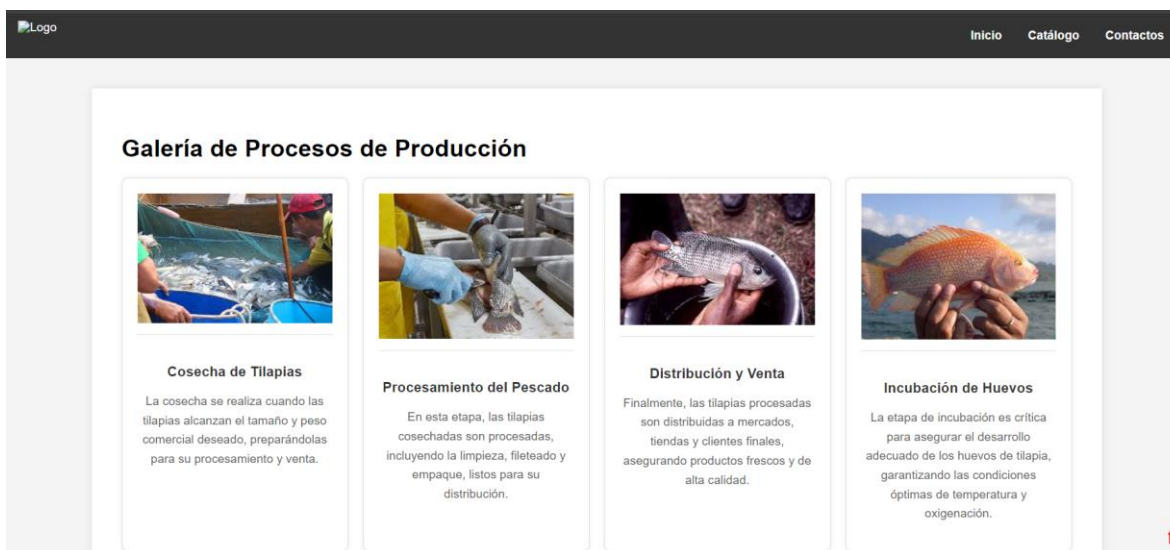 Logo
Inicio Catálogo Contactos
Galería de Procesos de Producción
Cosecha de Tilapias
La cosecha se realiza cuando las
tilapias alcanzan el tamaño y peso
comercial deseado, preparándolas
para su procesamiento y venta.
Procesamiento del Pescado
En esta etapa, las tilapias
cosechadas son procesadas,
incluyendo la limpieza, fileteado y
empaque, listos para su
distribución.
Distribución y Venta
Finalmente, las tilapias procesadas
son distribuidas a mercados,
tiendas y clientes finales,
asegurando productos frescos y de
alta calidad.
Incubación de Huevos
La etapa de incubación es crítica
para asegurar el desarrollo
adecuado de los huevos de tilapia,
garantizando las condiciones
óptimas de temperatura y
oxigenación.